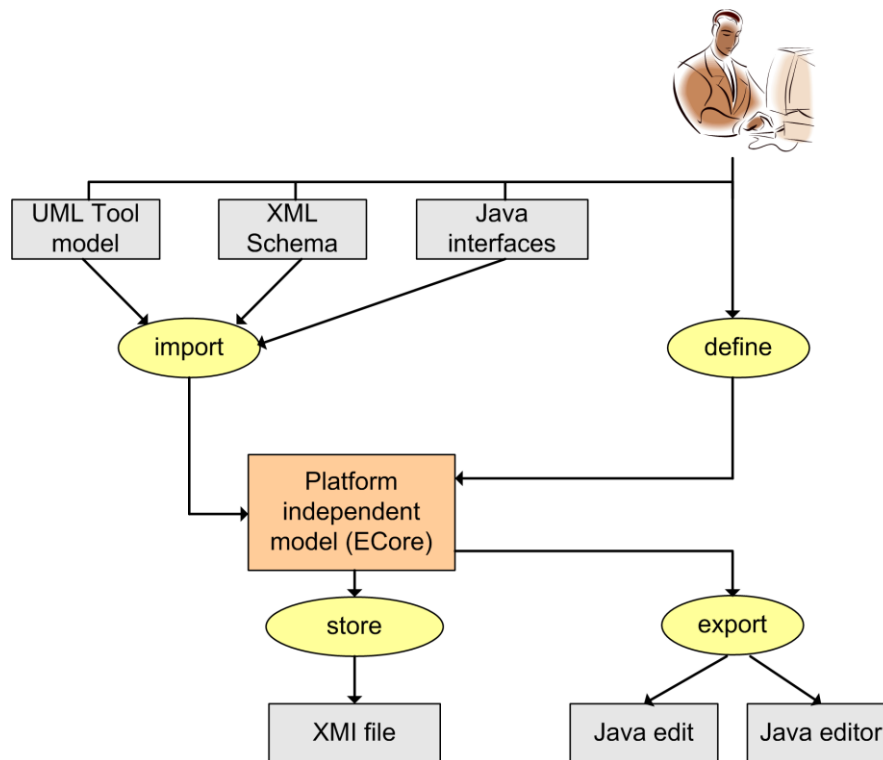 UML Tool
model
XML
Schema
Java
interfaces
import
define
Platform
independent
model (ECore)
store
export
XMI file
Java edit
Java editor